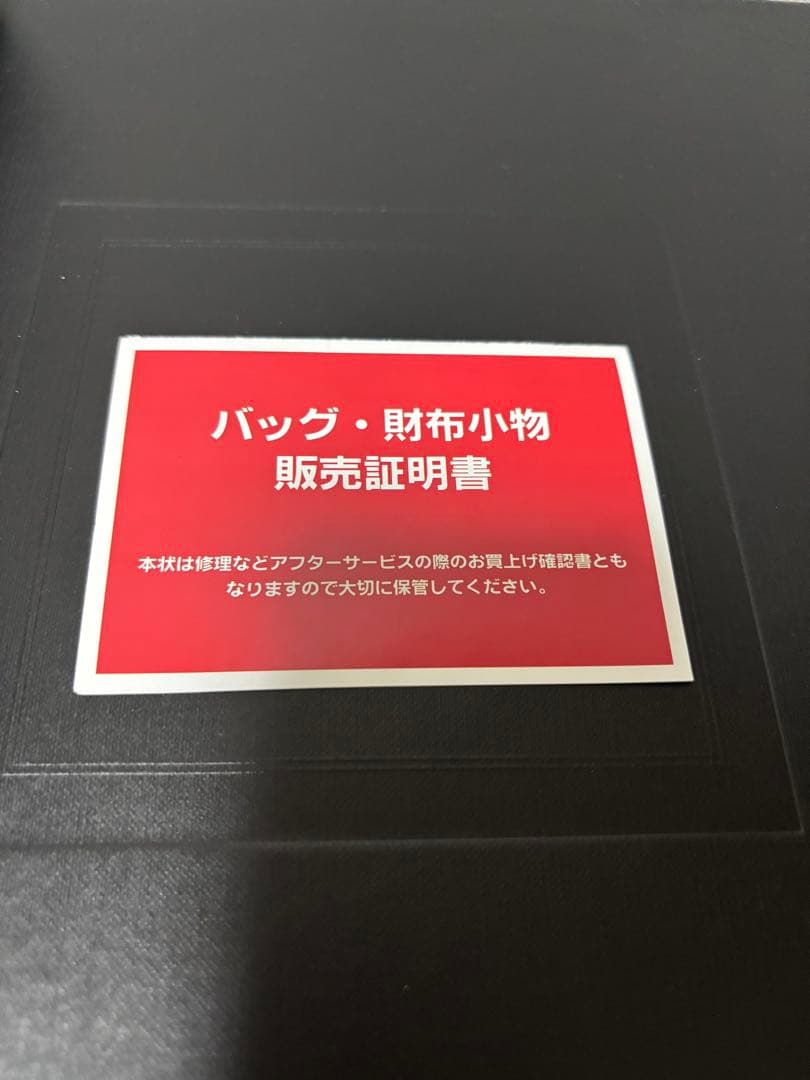 バッグ・財布小物
販売証明書
本状は修理などアフターサービスの際のお買上げ確認書とも
なりますので大切に保管してください。